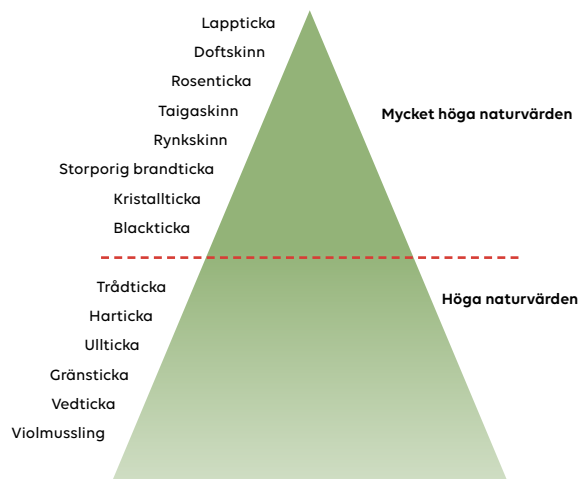 Lappticka
Doftskinn
Rosenticka
Taigaskinn
Mycket höga naturvärden
Rynkskinn
Storporig brandticka
Kristallticka
Blackticka
Trådticka
Höga naturvärden
Harticka
Ullticka
Gränsticka
Vedticka
Violmussling